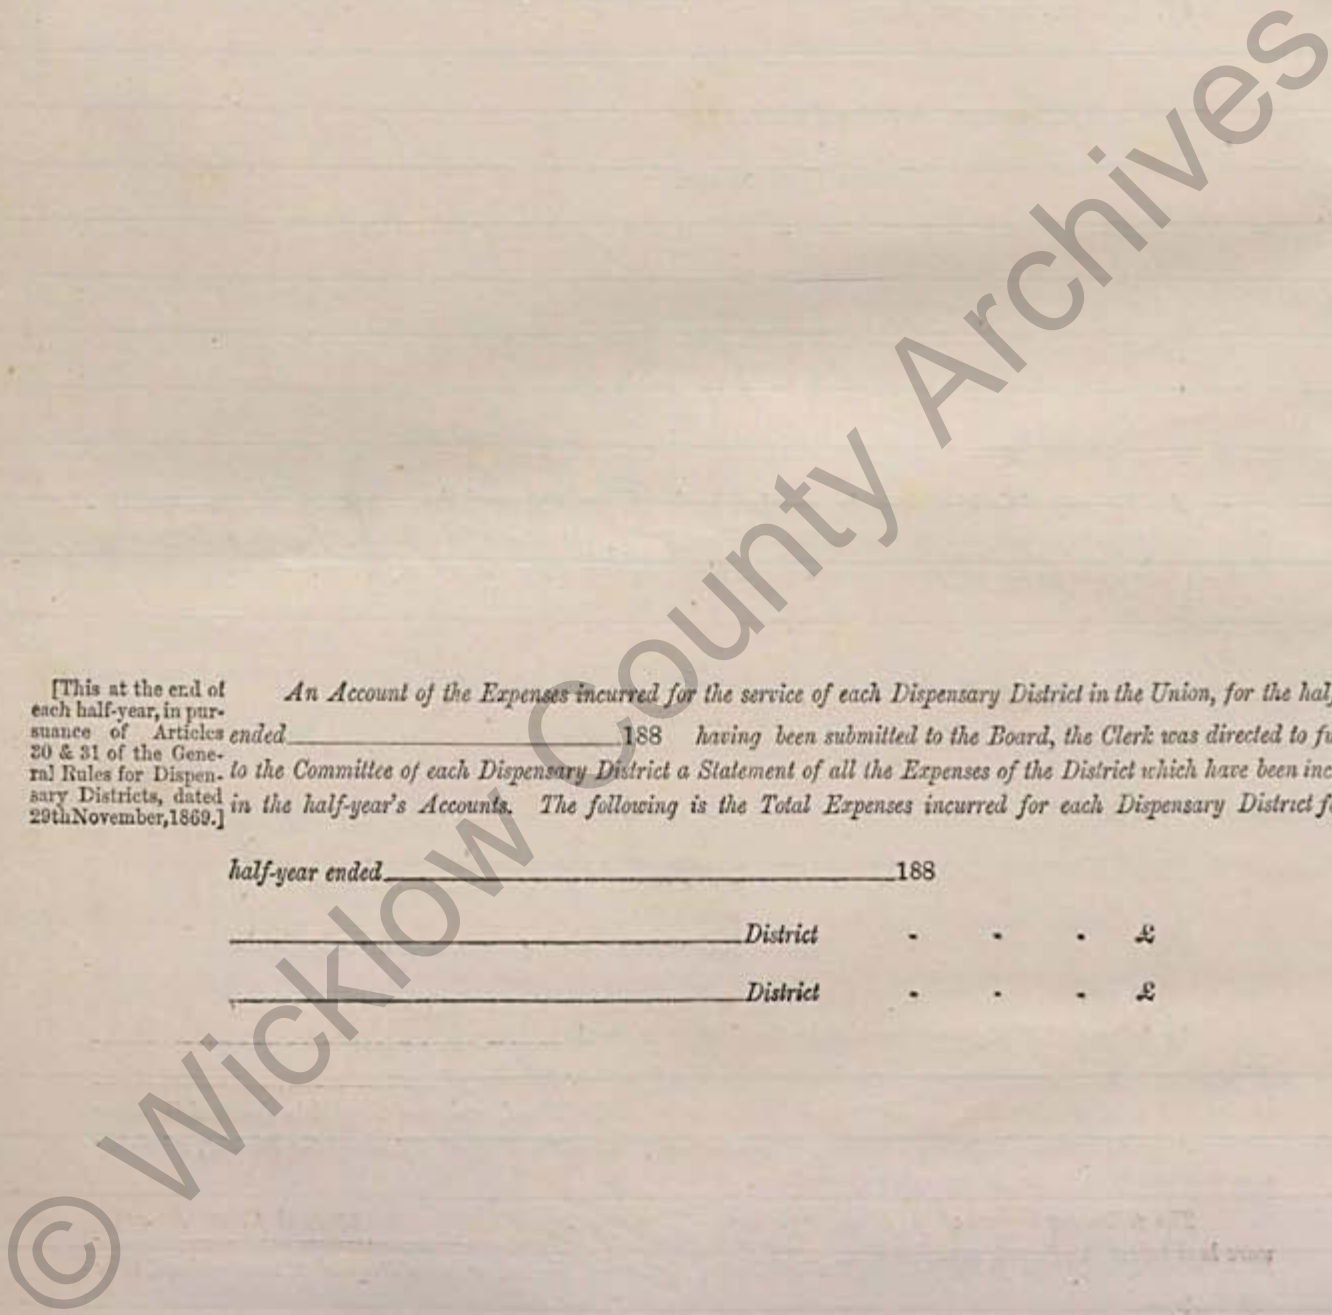 [This at the end of
each half-year, in pur-
suance of Articles
30 & 31 of the Gene-
ral Rules for Dispen-
sary Districts, dated
29th November, 1869.]
An Account of the Expenses incurred for the service of each Dispensary District in the Union, for the half
ended 188 having been submitted to the Board, the Clerk was directed to fu
to the Committee of each Dispensary District a Statement of all the Expenses of the District which have been inc
in the half-year's Accounts. The following is the Total Expenses incurred for each Dispensary District fo
half-year ended 188
District - - - £
District - - - £
© Wicklow County Archives